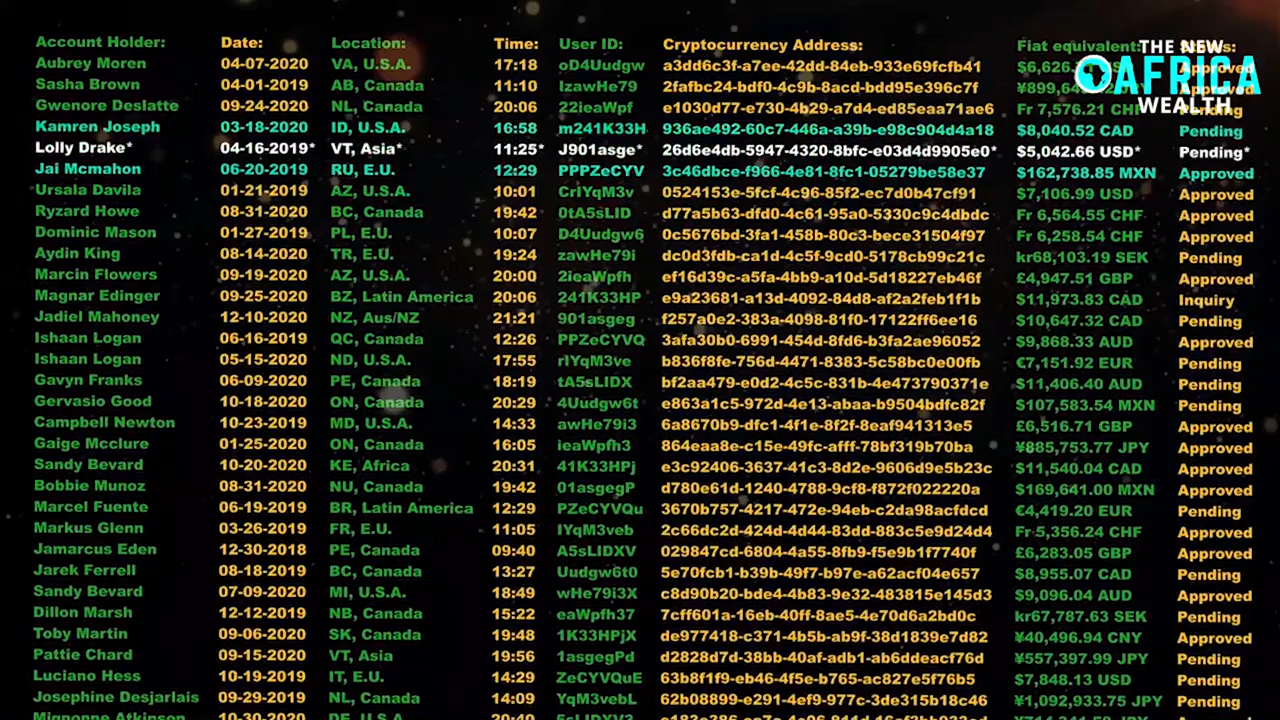 Account Holder: Date: Location: Time: User ID: Cryptocurrency Address: Fiat equivalent:
THE NEW
AFRICA
WEALTH
Aubrey Moren 04-07-2020 VA, U.S.A. 17:18 oD4Uudgw a3dd6c3f-a7ee-42dd-84eb-933e69fcfb41 $6,626 Approved
Sasha Brown 04-01-2019 AB, Canada 11:10 IzawHe79 2fafbc24-bdf0-4c9b-8acd-bdd95e396c7f Approved
Gwenore Deslatte 09-24-2020 NL, Canada 20:06 22ieaWpf e1030d77-e730-4b29-a7d4-ed85eaa71ae6 Fr 7,576.21 CHF Pending
Kamren Joseph 03-18-2020 ID, U.S.A. 16:58 m241K33H 936ae492-60c7-446a-a39b-e98c904d4a18 $8,040.52 CAD Pending
Lolly Drake* 04-16-2019* VT, Asia* 11:25* J901asge* 26d6e4db-5947-4320-8bfc-e03d4d9905e0* $5,042.66 USD* Pending*
Jai Mcmahon 06-20-2019 RU, E.U. 12:29 PPPZeCYV 3c46dbce-f966-4e81-8fc1-05279be58e37 $162,738.85 MXN Approved
Ursala Davila 01-21-2019 AZ, U.S.A. 10:01 CrIYqM3v 0524153e-5fcf-4c96-85f2-ec7d0b47cf91 $7,106.99 USD Approved
Ryzard Howe 08-31-2020 BC, Canada 19:42 0tA5sLID d77a5b63-dfd0-4c61-95a0-5330c9c4dbdc Fr 6,564.55 CHF Approved
Dominic Mason 01-27-2019 PL, E.U. 10:07 D4Uudgw6 0c5676bd-3fa1-458b-80c3-bece31504f97 Fr 6,258.54 CHF Approved
Aydin King 08-14-2020 TR, E.U. 19:24 zawHe79i dc0d3fdb-ca1d-4c5f-9cd0-5178cb99c21c kr68,103.19 SEK Pending
Marcin Flowers 09-19-2020 AZ, U.S.A. 20:00 2ieaWpfh ef16d39c-a5fa-4bb9-a10d-5d18227eb46f £4,947.51 GBP Approved
Magnar Edinger 09-25-2020 BZ, Latin America 20:06 241K33HP e9a23681-a13d-4092-84d8-af2a2feb1f1b $11,973.83 CAD Inquiry
Jadiel Mahoney 12-10-2020 NZ, Aus/NZ 21:21 901asgeg f257a0e2-383a-4098-81f0-17122ff6ee16 $10,647.32 CAD Pending
Ishaan Logan 06-16-2019 QC, Canada 12:26 PPZeCYVQ 3afa30b0-6991-454d-8fd6-b3fa2ae96052 $9,868.33 AUD Approved
Ishaan Logan 05-15-2020 ND, U.S.A. 17:55 rIYqM3ve b836f8fe-756d-4471-8383-5c58bc0e00fb €7,151.92 EUR Pending
Gavyn Franks 06-09-2020 PE, Canada 18:19 tA5sLIDX bf2aa479-e0d2-4c5c-831b-4e473790371e $11,406.40 AUD Pending
Gervasio Good 10-18-2020 ON, Canada 20:29 4Uudgw6t e863a1c5-972d-4e13-abaa-b9504bdfc82f $107,583.54 MXN Pending
Campbell Newton 10-23-2019 MD, U.S.A. 14:33 awHe79i3 6a8670b9-dfc1-4f1e-8f2f-8eaf941313e5 £6,516.71 GBP Approved
Gaige Mcclure 01-25-2020 ON, Canada 16:05 ieaWpfh3 864eaa8e-c15e-49fc-afff-78bf319b70ba ¥885,753.77 JPY Approved
Sandy Bevard 10-20-2020 KE, Africa 20:31 41K33HPj e3c92406-3637-41c3-8d2e-9606d9e5b23c $11,540.04 CAD Approved
Bobbie Munoz 08-31-2020 NU, Canada 19:42 01asgegP d780e61d-1240-4788-9cf8-f872f022220a $169,641.00 MXN Pending
Marcel Fuente 06-19-2019 BR, Latin America 12:29 PZeCYVQu 3670b757-4217-472e-94eb-c2da98acfdcd €4,419.20 EUR Pending
Markus Glenn 03-26-2019 FR, E.U. 11:05 IYqM3veb 2c66dc2d-424d-4d44-83dd-883c5e9d24d4 Fr 5,356.24 CHF Approved
Jamarcus Eden 12-30-2018 PE, Canada 09:40 A5sLIDXV 029847cd-6804-4a55-8fb9-f5e9b1f7740f £6,283.05 GBP Approved
Jarek Ferrell 08-18-2019 BC, Canada 13:27 Uudgw6t0 5e70fcb1-b39b-49f7-b97e-a62acf04e657 $8,955.07 CAD Pending
Sandy Bevard 07-09-2020 MI, U.S.A. 18:49 wHe79i3X c8d90b20-bde4-4b83-9e32-483815e145d3 $9,096.04 AUD Approved
Dillon Marsh 12-12-2019 NB, Canada 15:22 eaWpfh37 7cff601a-16eb-40ff-8ae5-4e70d6a2bd0c kr67,787.63 SEK Pending
Toby Martin 09-06-2020 SK, Canada 19:48 1K33HPjX de977418-c371-4b5b-ab9f-38d1839e7d82 ¥40,496.94 CNY Approved
Pattie Chard 09-15-2020 VT, Asia 19:56 1asgegPd d2828d7d-38bb-40af-adb1-ab6ddeacf76d ¥557,397.99 JPY Pending
Luciano Hess 10-19-2019 IT, E.U. 14:29 ZeCYVQuE 63b8f1f9-eb46-4f5e-b765-ac827e5f76b5 $7,848.13 USD Pending
Josephine Desjarlais 09-29-2019 NL, Canada 14:09 YqM3vebL 62b08899-e291-4ef9-977c-3de315b18c46 ¥1,092,933.75 JPY Pending
Mignonne Atkinson 10-30-2020 DE, U.S.A. 20:40